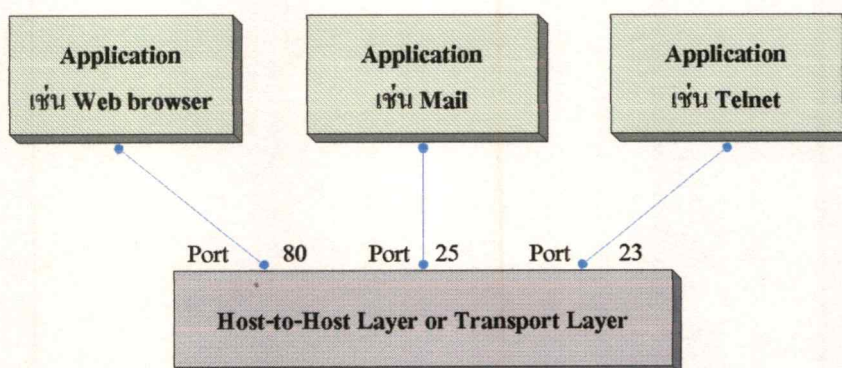 Application
เช่น Web browser
Application
เช่น Mail
Application
เช่น Telnet
Port 80 Port 25 Port 23
Host-to-Host Layer or Transport Layer